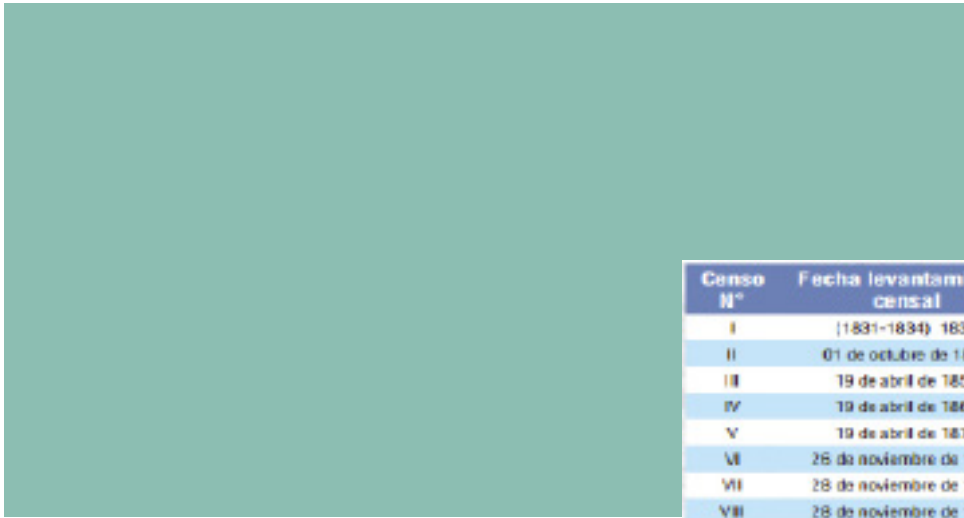 Censo Fecha levantam
N° censal
I (1831-1834) 183
II 01 de octubre de 1
III 19 de abril de 185
IV 19 de abril de 186
V 19 de abril de 187
VI 26 de noviembre de
VII 28 de noviembre de
VIII 28 de noviembre de